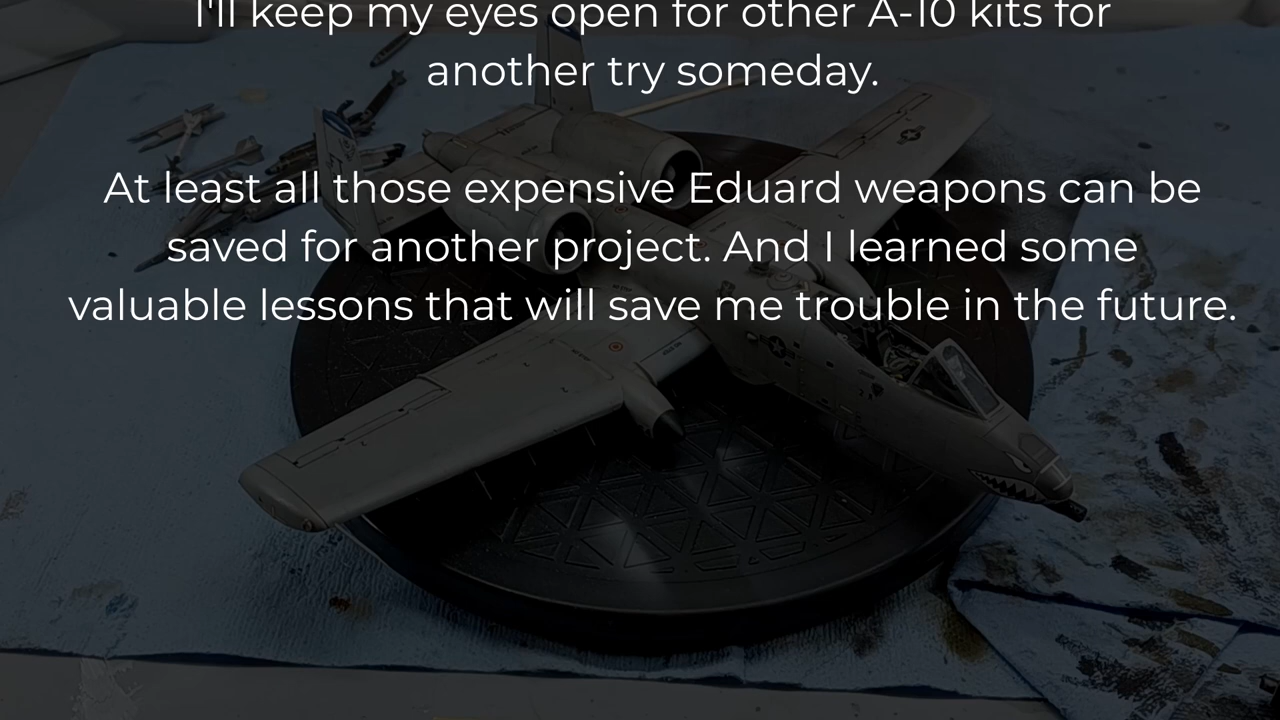 I'll keep my eyes open for other A-10 kits for
another try someday.
At least all those expensive Eduard weapons can be
saved for another project. And I learned some
valuable lessons that will save me trouble in the future.